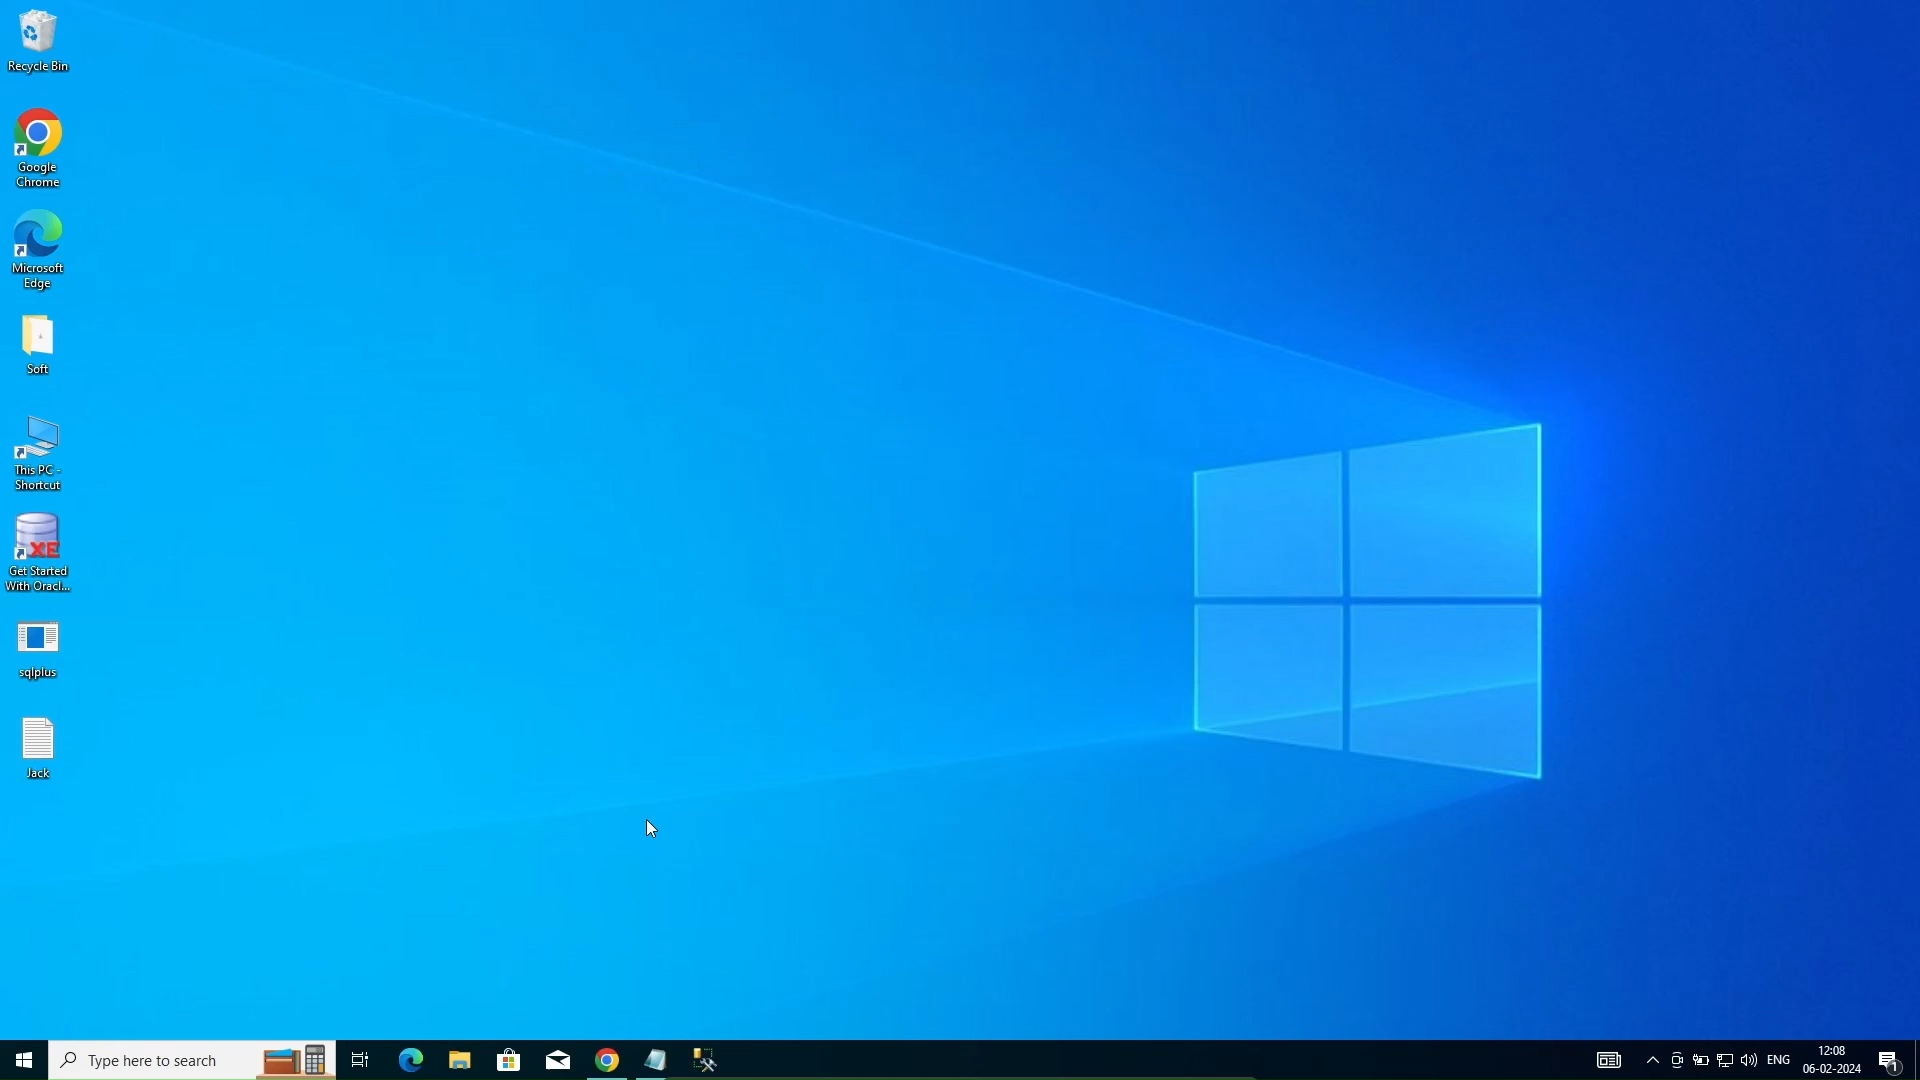 Recycle Bin
Google
Chrome
Microsoft
Edge
Soft
This PC -
Shortcut
XE
Get Started
With Oracl...
sqlplus
Jack
Type here to search
ENG
12:08
06-02-2024
1